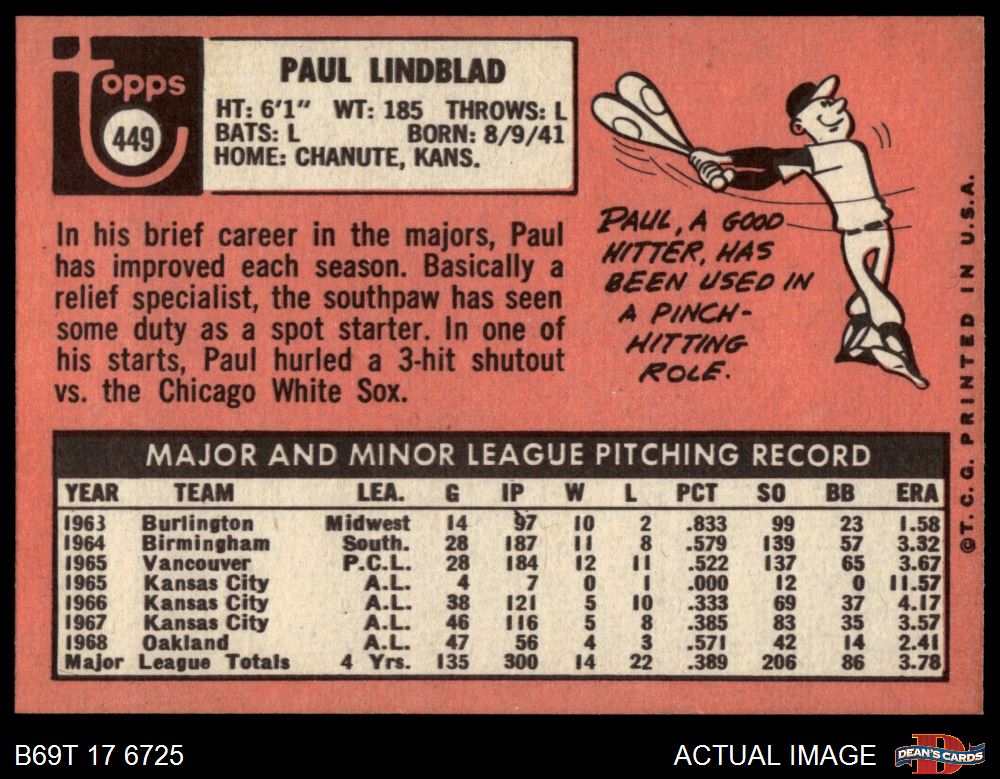 topps
449
PAUL LINDBLAD
HT: 6'1" WT: 185 THROWS: L
BATS: L BORN: 8/9/41
HOME: CHANUTE, KANS.
In his brief career in the majors, Paul
has improved each season. Basically a
relief specialist, the southpaw has seen
some duty as a spot starter. In one of
his starts, Paul hurled a 3-hit shutout
vs. the Chicago White Sox.
PAUL, A GOOD
HITTER, HAS
BEEN USED IN
A PINCH-
HITTING
ROLE.
©T.C.G. PRINTED IN U.S.A.
MAJOR AND MINOR LEAGUE PITCHING RECORD
YEAR TEAM LEA. G IP W L PCT SO BB ERA
1963 Burlington Midwest 14 97 10 2 .833 99 23 1.58
1964 Birmingham South. 28 187 11 8 .579 139 57 3.32
1965 Vancouver P.C.L. 28 184 12 11 .522 137 65 3.67
1965 Kansas City A.L. 4 7 0 1 .000 12 0 11.57
1966 Kansas City A.L. 38 121 5 10 .333 69 37 4.17
1967 Kansas City A.L. 46 116 5 8 .385 83 35 3.57
1968 Oakland A.L. 47 56 4 3 .571 42 14 2.41
Major League Totals 4 Yrs. 135 300 14 22 .389 206 86 3.78
B69T 17 6725
ACTUAL IMAGE
D
DEAN'S CARDS